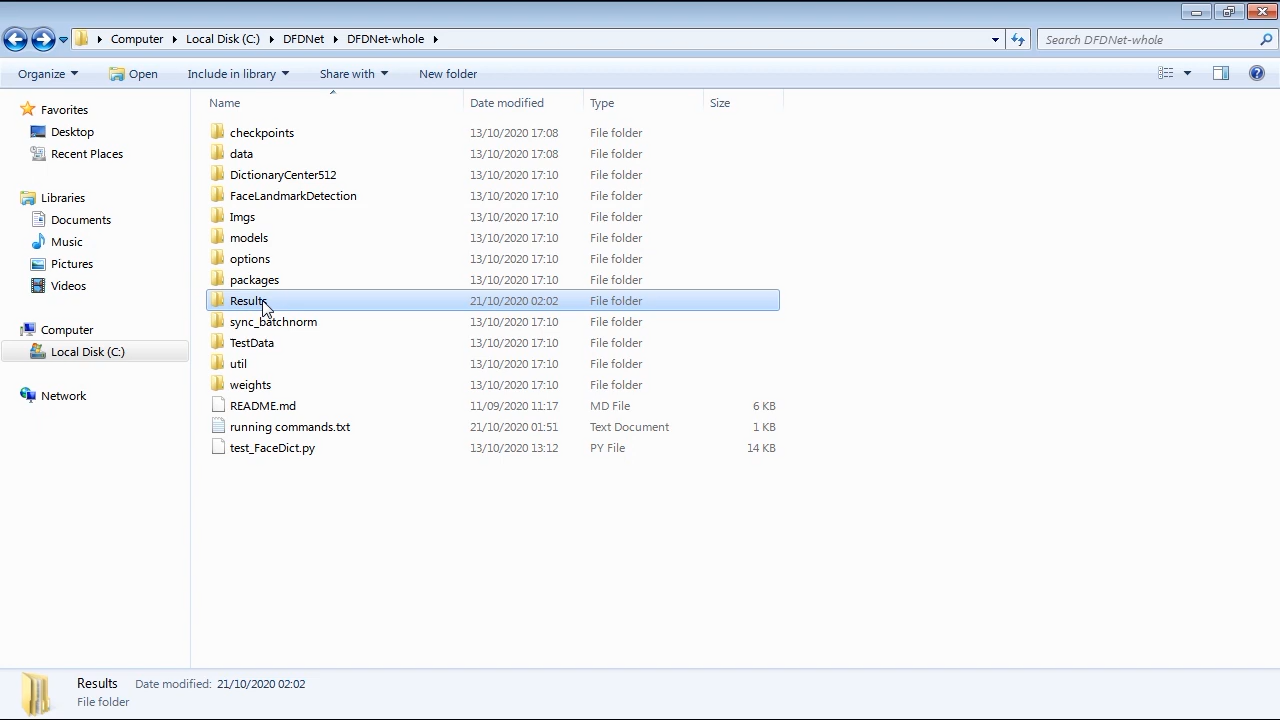 Computer Local Disk (C:) DFDNet DFDNet-whole Search DFDNet-whole
Organize Open Include in library Share with New folder
Name Date modified Type Size
Favorites
Desktop
Recent Places
Libraries
Documents
Music
Pictures
Videos
Computer
Local Disk (C:)
Network
checkpoints 13/10/2020 17:08 File folder
data 13/10/2020 17:08 File folder
DictionaryCenter512 13/10/2020 17:10 File folder
FaceLandmarkDetection 13/10/2020 17:10 File folder
Imgs 13/10/2020 17:10 File folder
models 13/10/2020 17:10 File folder
options 13/10/2020 17:10 File folder
packages 13/10/2020 17:10 File folder
Results 21/10/2020 02:02 File folder
sync_batchnorm 13/10/2020 17:10 File folder
TestData 13/10/2020 17:10 File folder
util 13/10/2020 17:10 File folder
weights 13/10/2020 17:10 File folder
README.md 11/09/2020 11:17 MD File 6 KB
running commands.txt 21/10/2020 01:51 Text Document 1 KB
test_FaceDict.py 13/10/2020 13:12 PY File 14 KB
Results Date modified: 21/10/2020 02:02
File folder